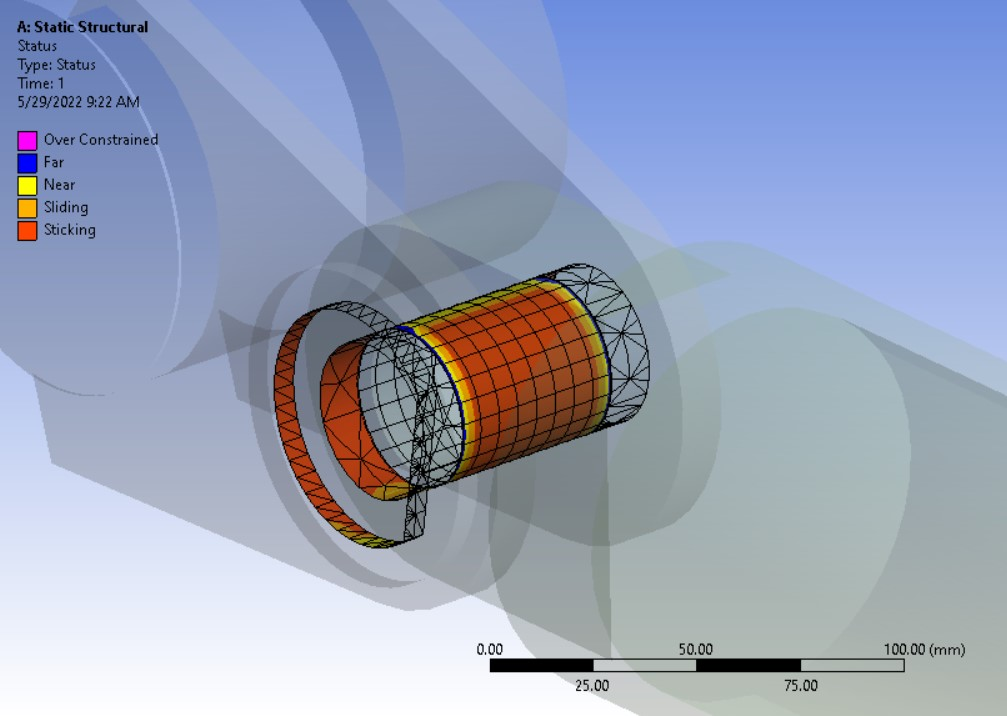 A: Static Structural
Status
Type: Status
Time: 1
5/29/2022 9:22 AM
Over Constrained
Far
Near
Sliding
Sticking
0.00 50.00 100.00 (mm)
25.00 75.00